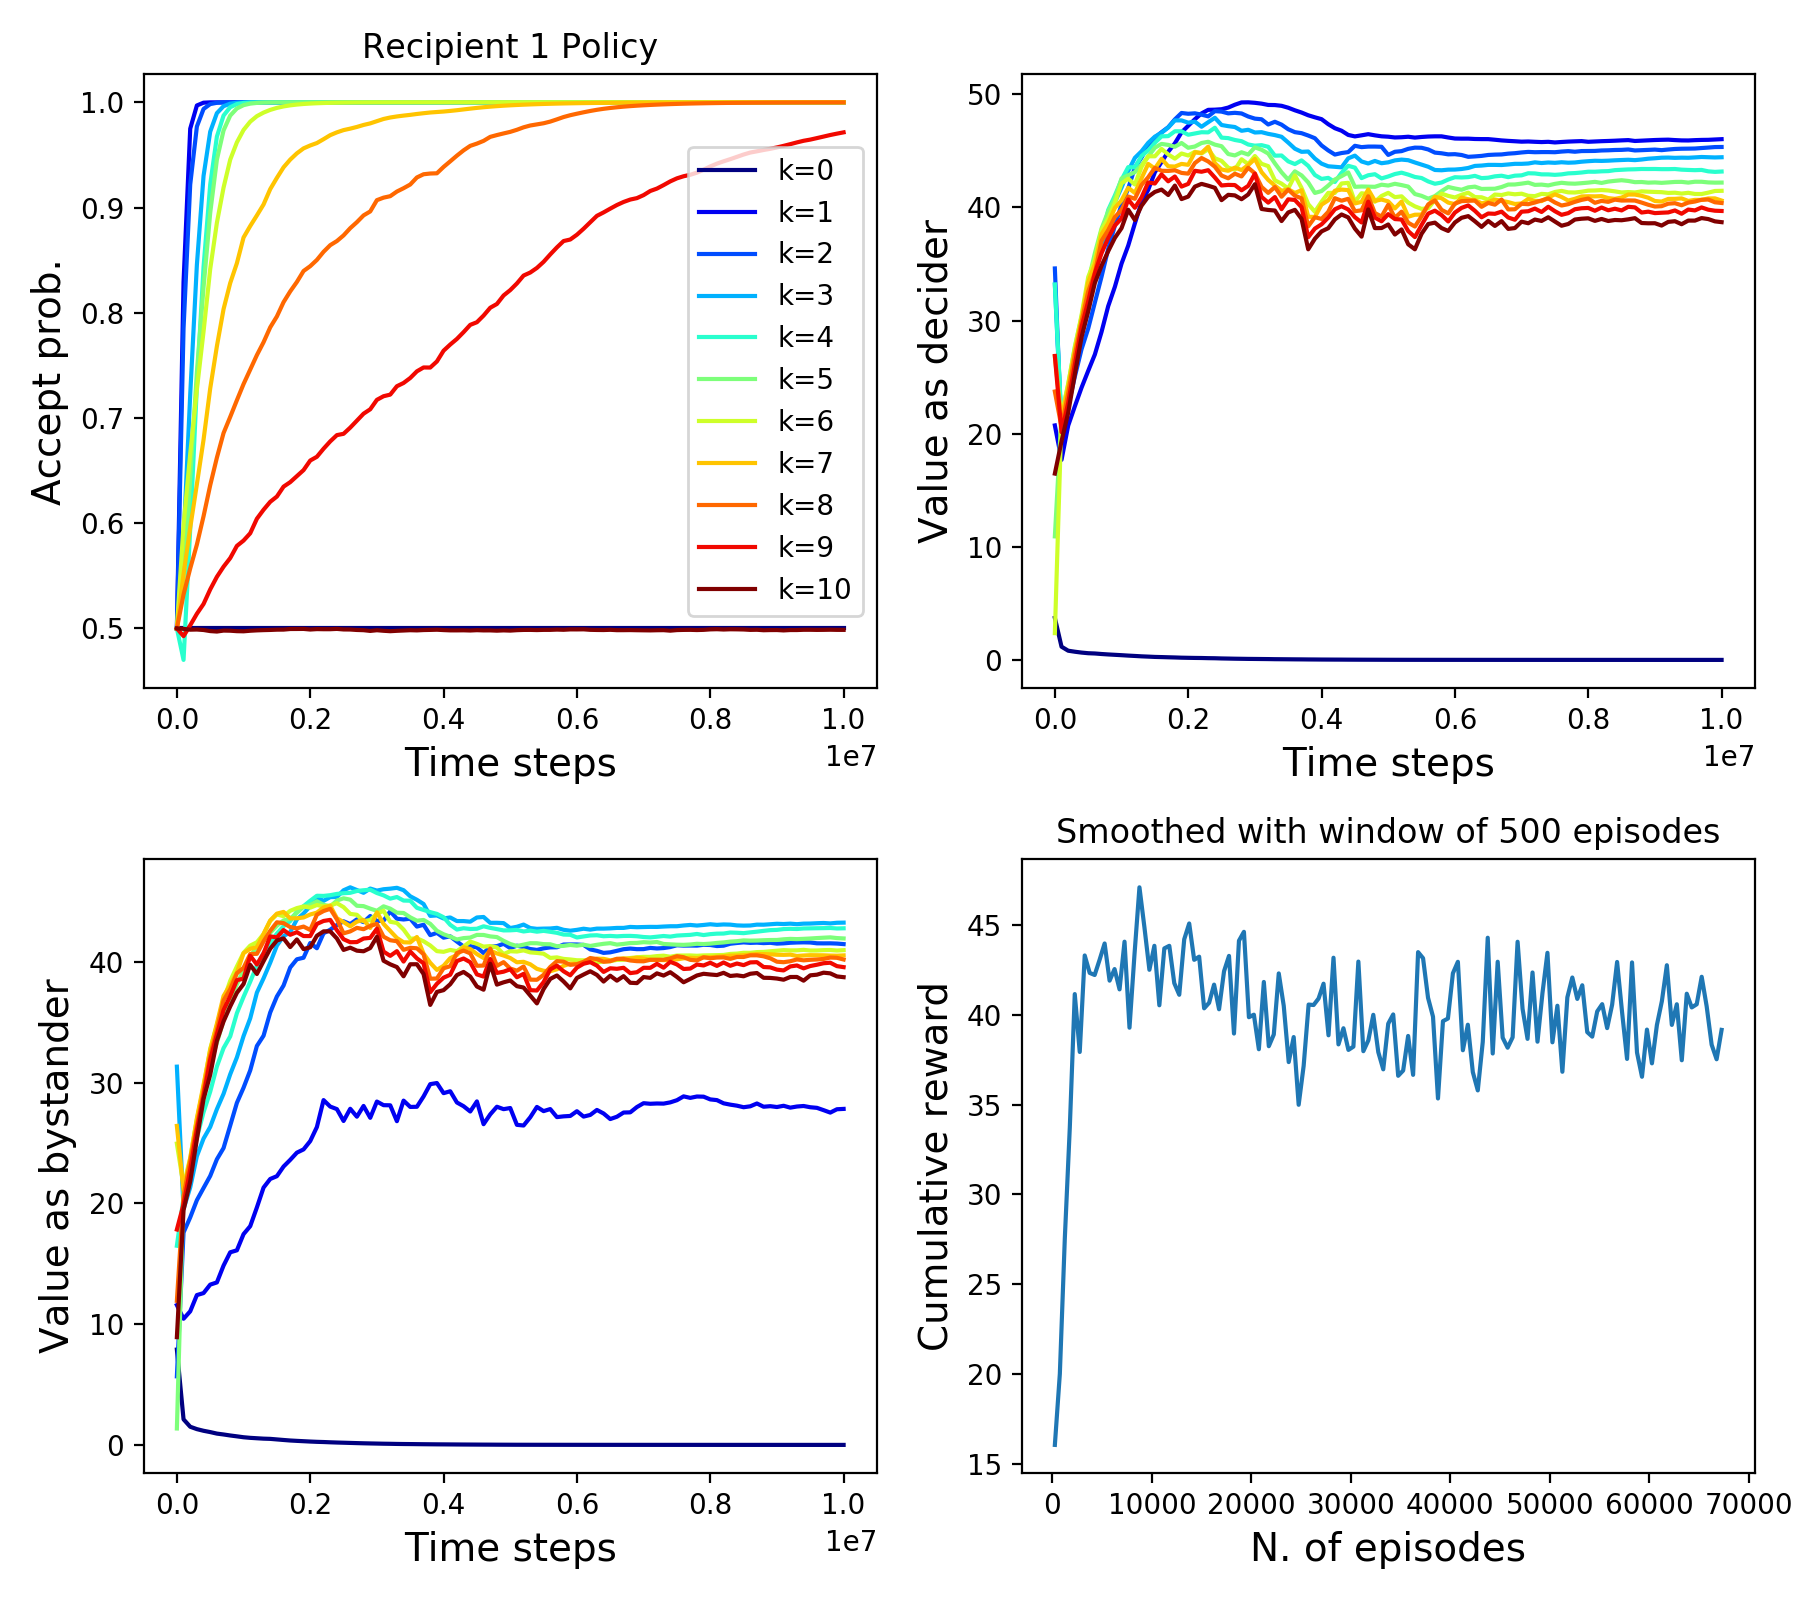 Recipient 1 Policy
Accept prob.
1.0
0.9
0.8
0.7
0.6
0.5
k=0
k=1
k=2
k=3
k=4
k=5
k=6
k=7
k=8
k=9
k=10
0.0 0.2 0.4 0.6 0.8 1.0
1e7
Time steps
Value as decider
50
40
30
20
10
0
0.0 0.2 0.4 0.6 0.8 1.0
1e7
Time steps
Value as bystander
40
30
20
10
0
0.0 0.2 0.4 0.6 0.8 1.0
1e7
Time steps
Smoothed with window of 500 episodes
Cumulative reward
45
40
35
30
25
20
15
0 10000 20000 30000 40000 50000 60000 70000
N. of episodes